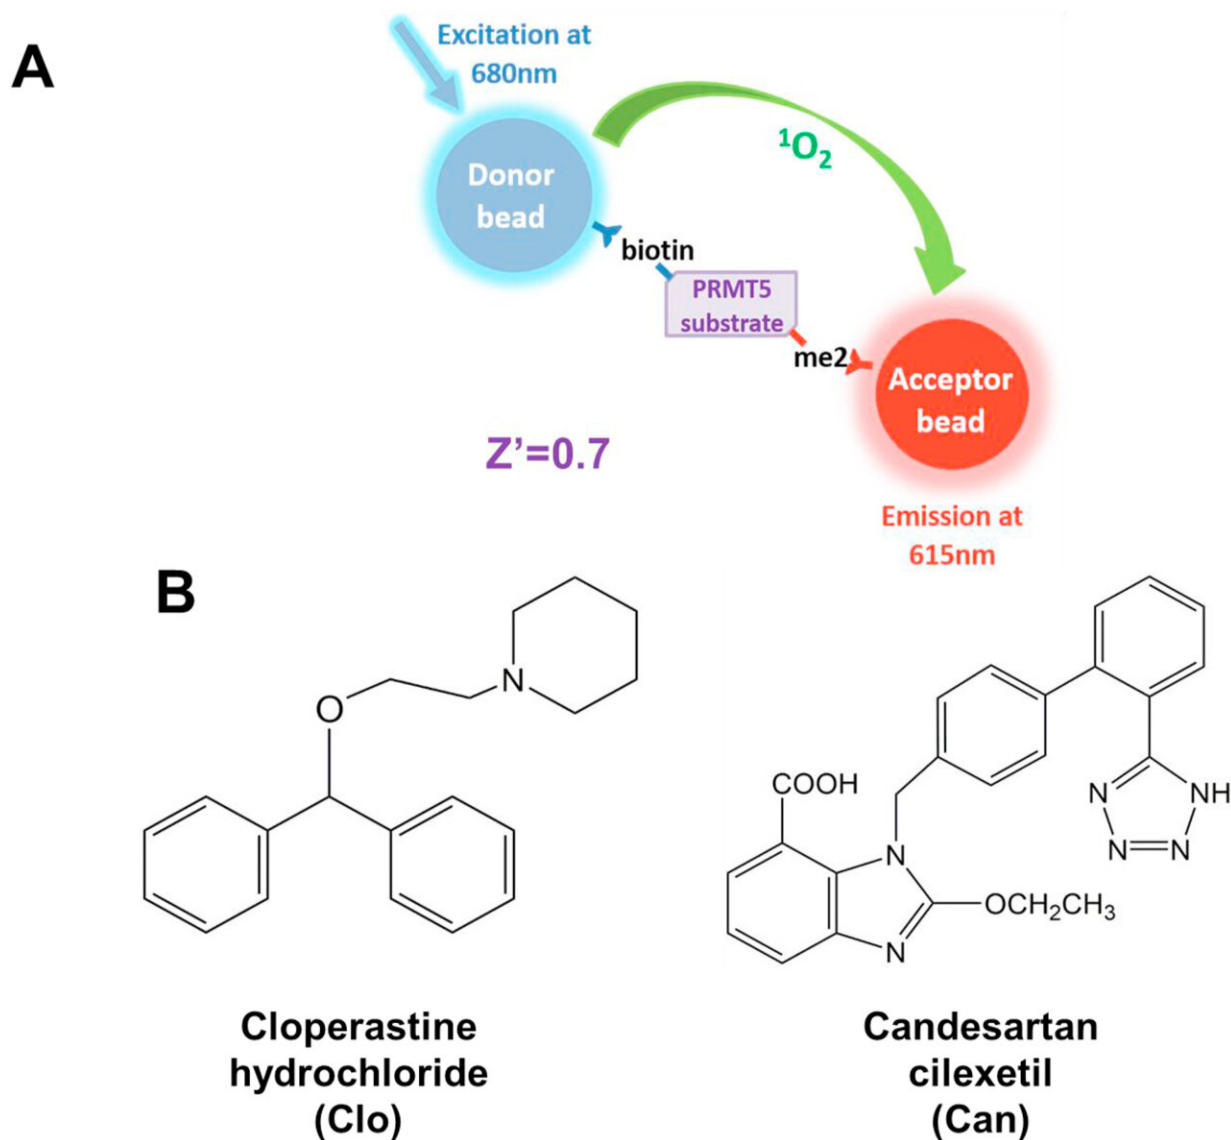 A
Excitation at
680nm
¹O₂
Donor
bead
biotin
PRMT5
substrate
me2
Acceptor
bead
Z’=0.7
Emission at
615nm
B
N
O
COOH
N
N
OCH₂CH₃
N
NH
N
N
Cloperastine
hydrochloride
(Clo)
Candesartan
cilexetil
(Can)